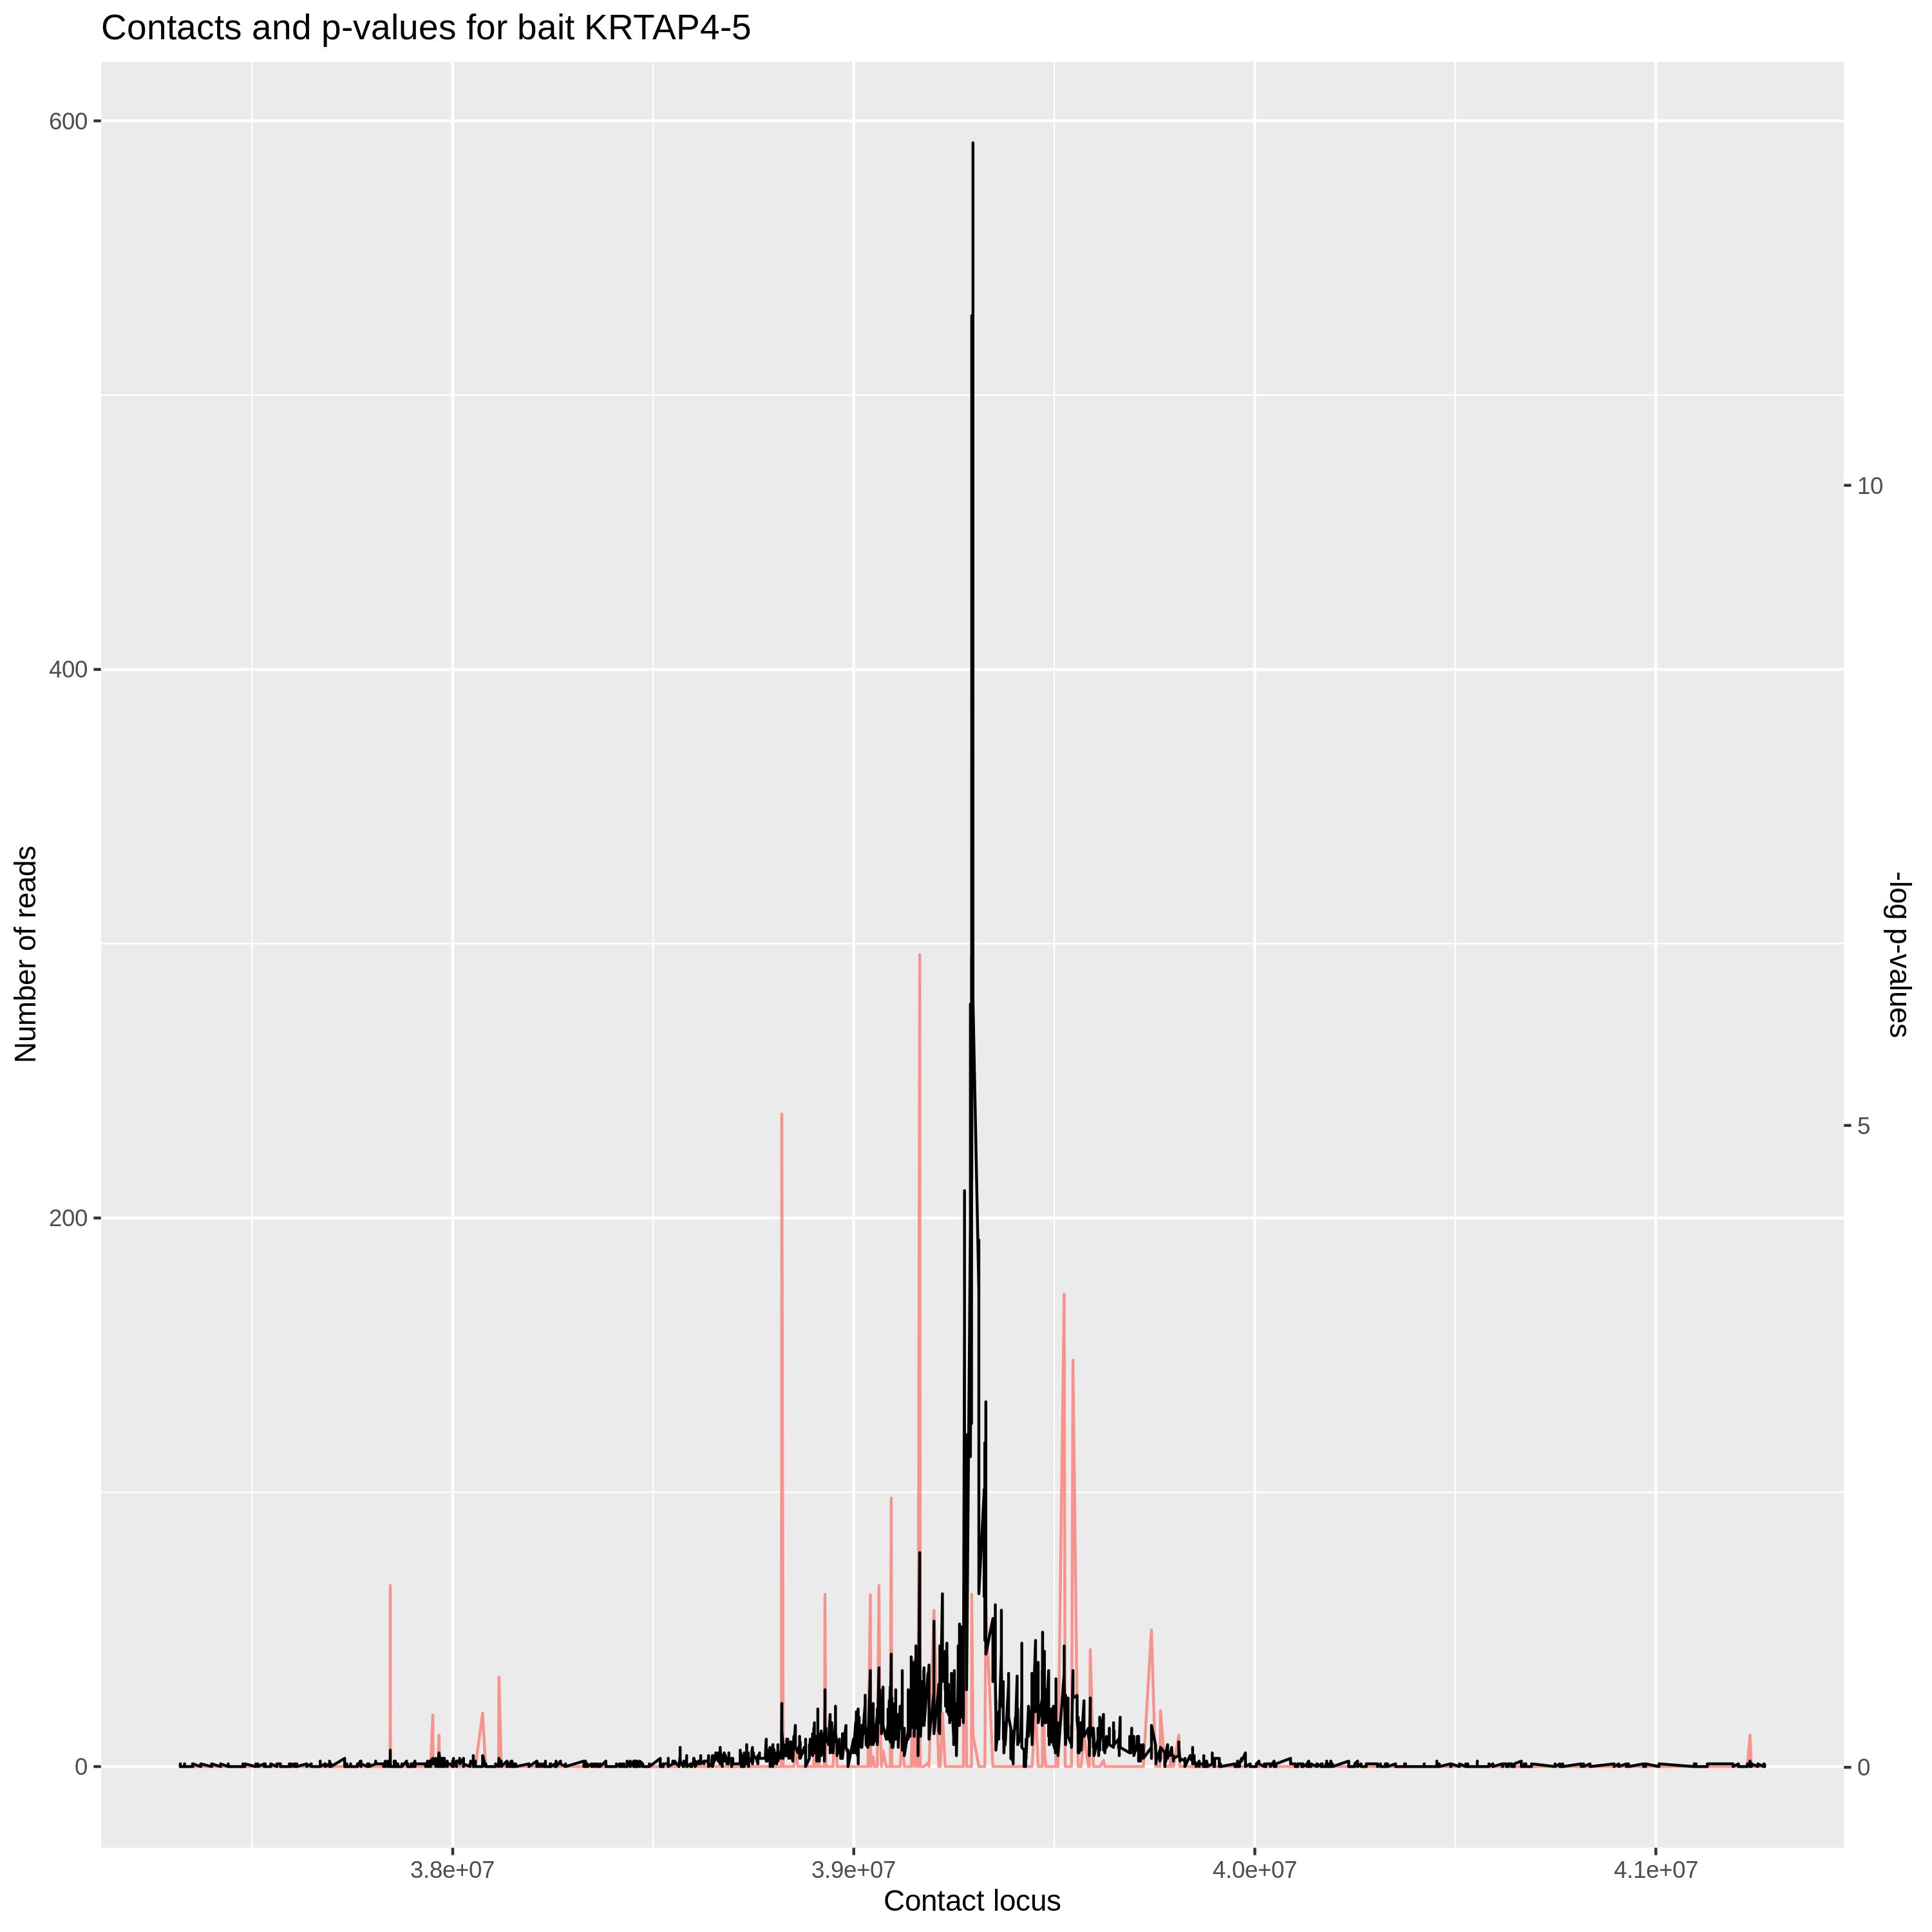 Contacts and p-values for bait KRTAP4-5
600
400
200
0
Number of reads
10
5
0
-log p-values
3.8e+07
3.9e+07
4.0e+07
4.1e+07
Contact locus